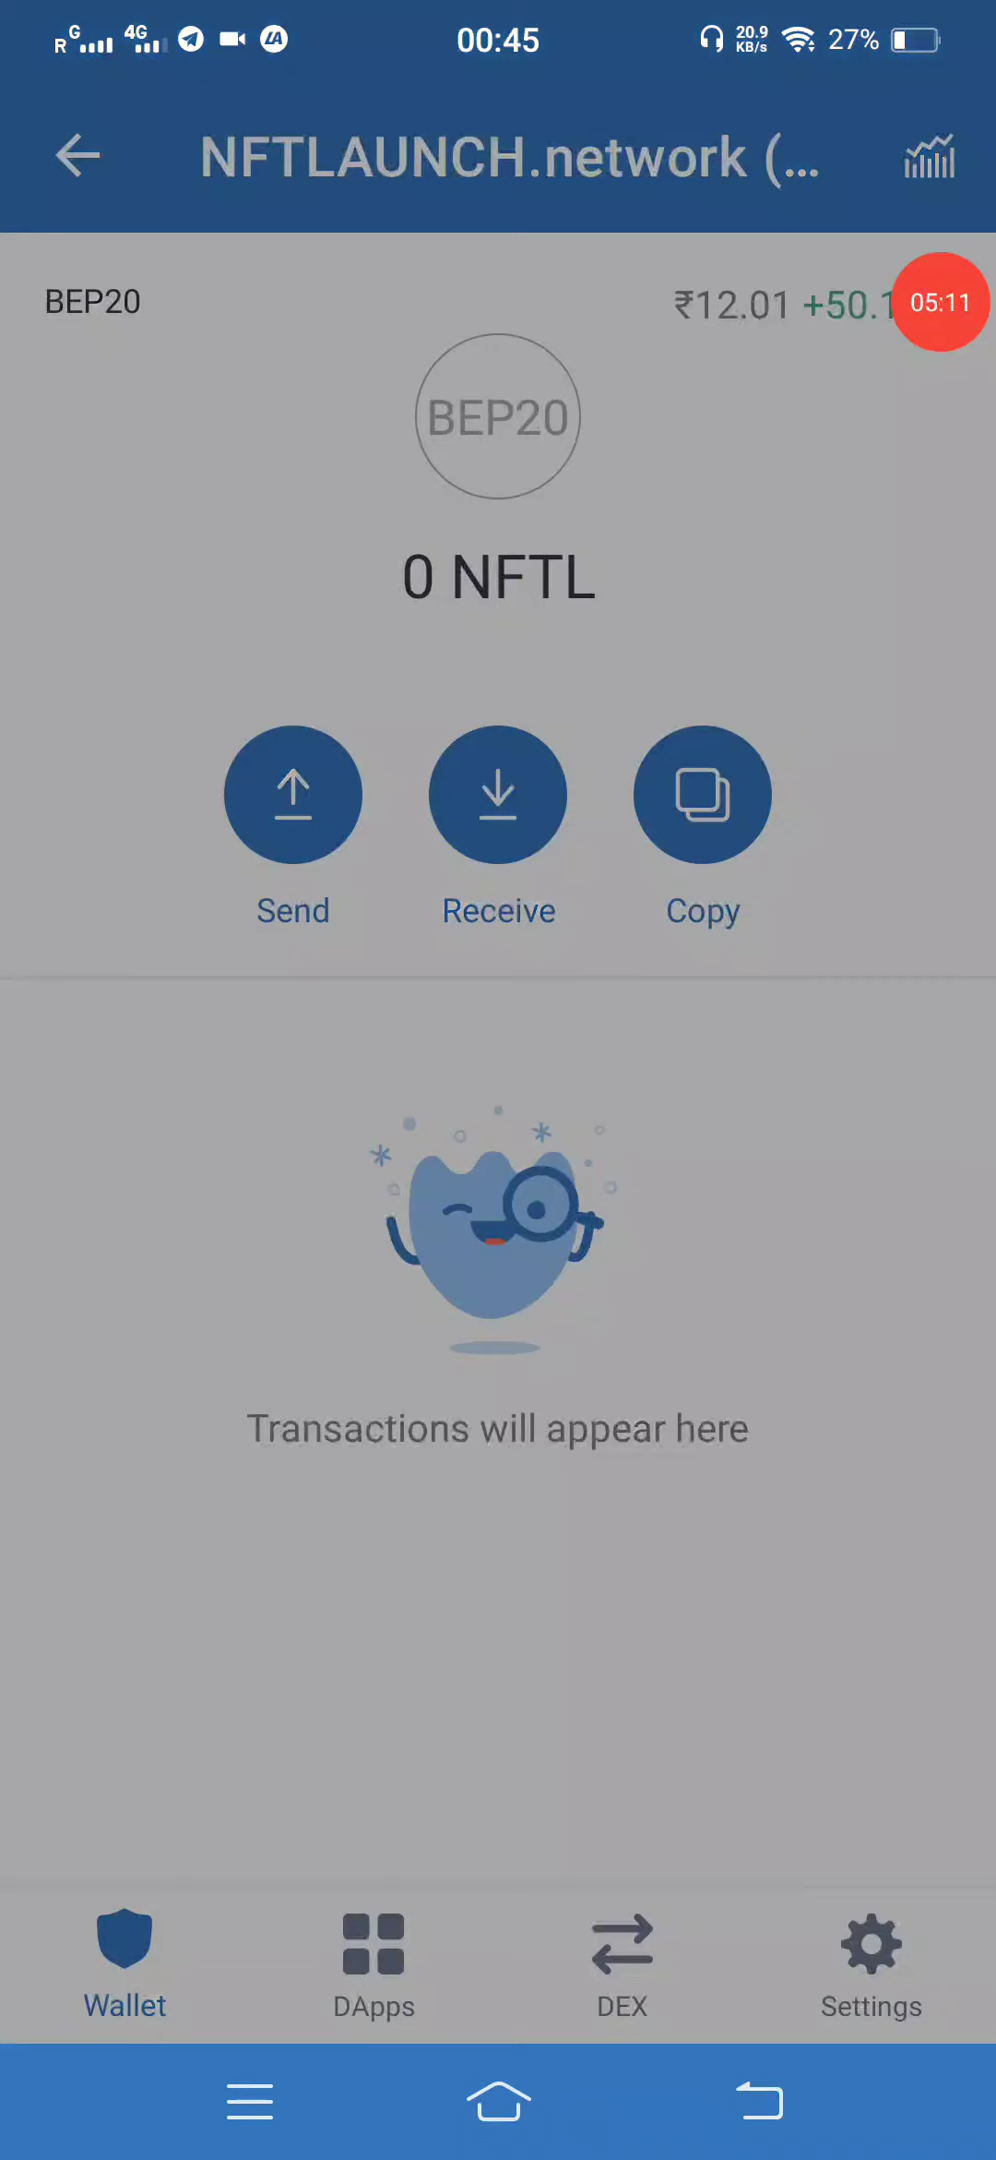 R G 4G 00:45 20.9 KB/s 27%
NFTLAUNCH.network (...
BEP20 ₹12.01 +50.1 05:11
BEP20
0 NFTL
Send Receive Copy
Transactions will appear here
Wallet DApps DEX Settings